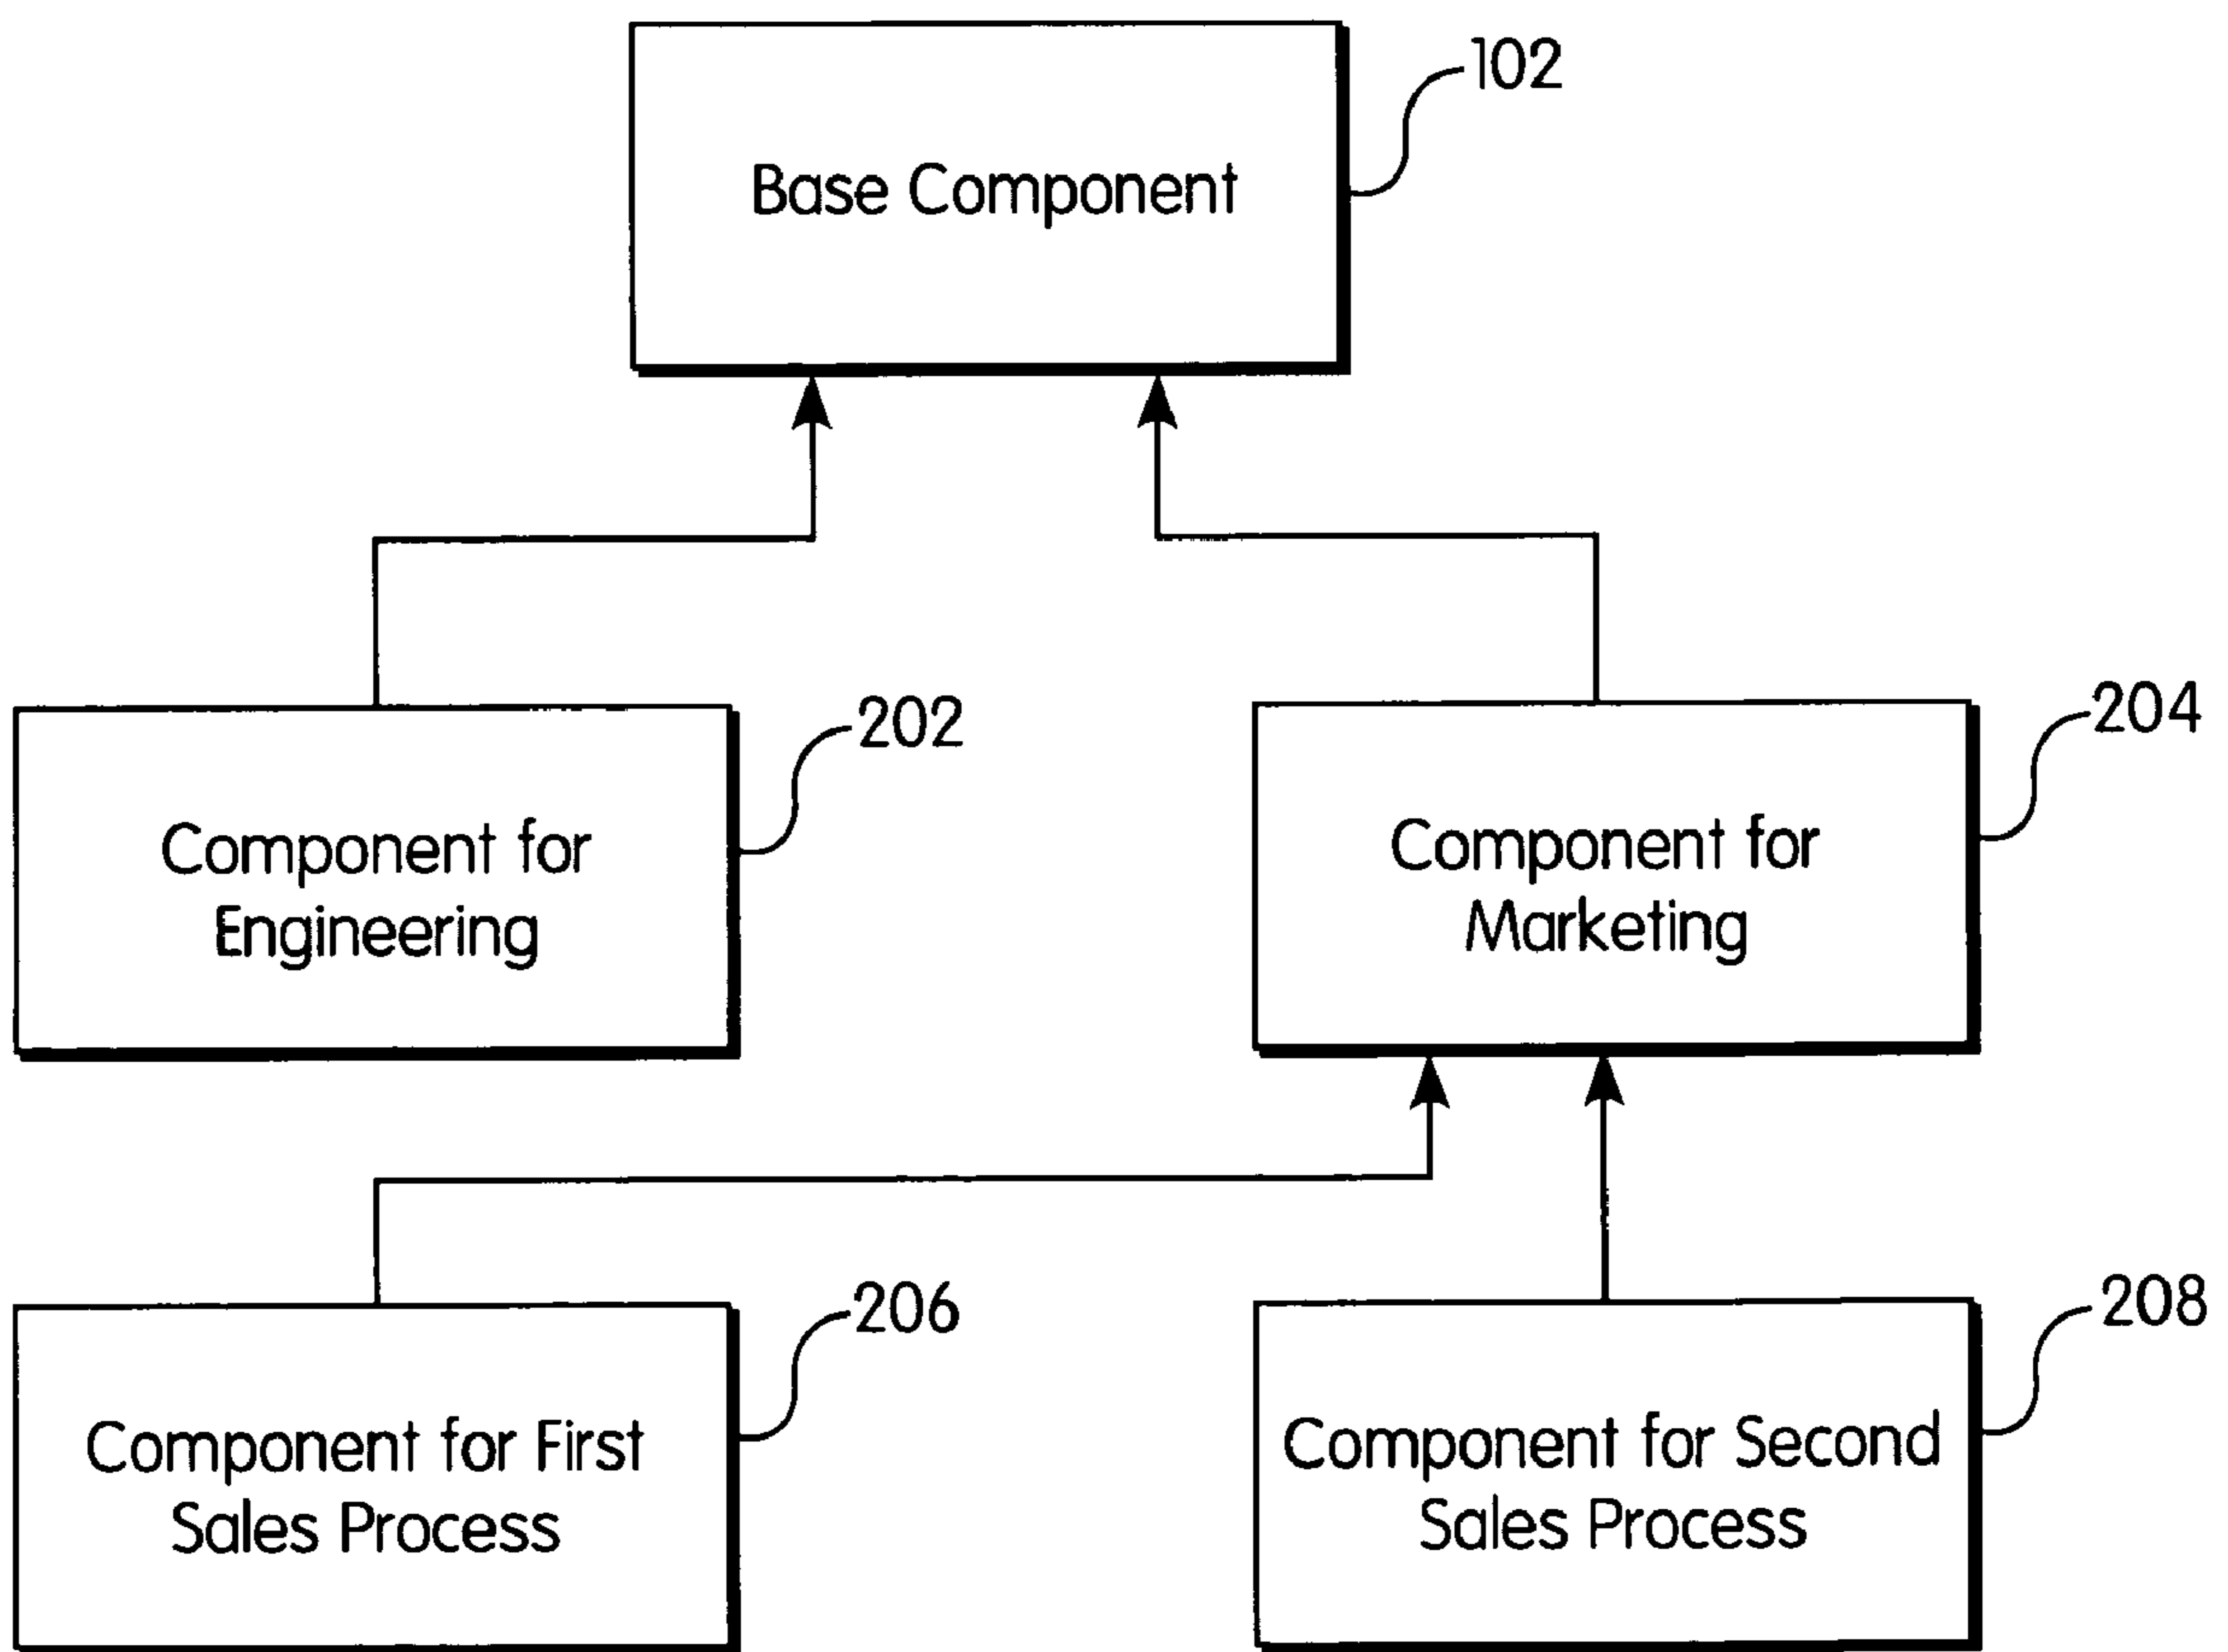 102
Base Component
202
204
Component for
Engineering
Component for
Marketing
206
208
Component for First
Sales Process
Component for Second
Sales Process